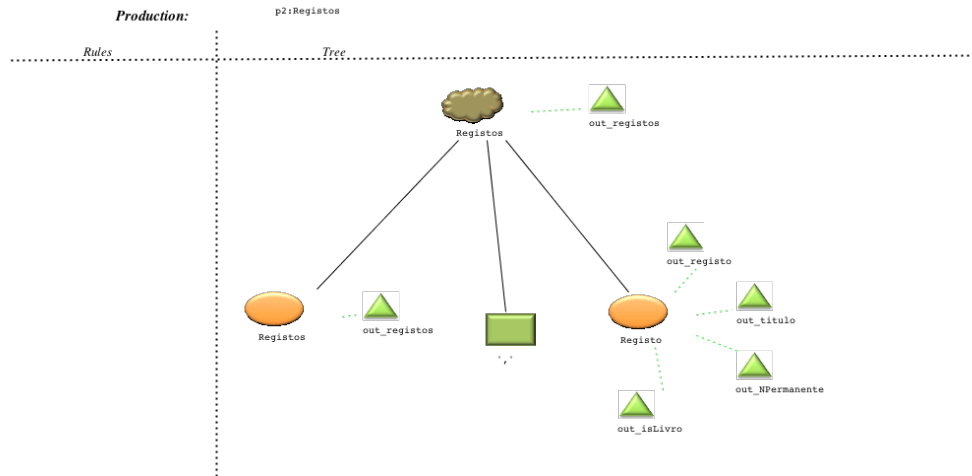 Production: p2:Registos
Rules Tree
Registos
out_registos
out_registo
Registos
out_registos
','
Registo
out_titulo
out_NPermanente
out_isLivro